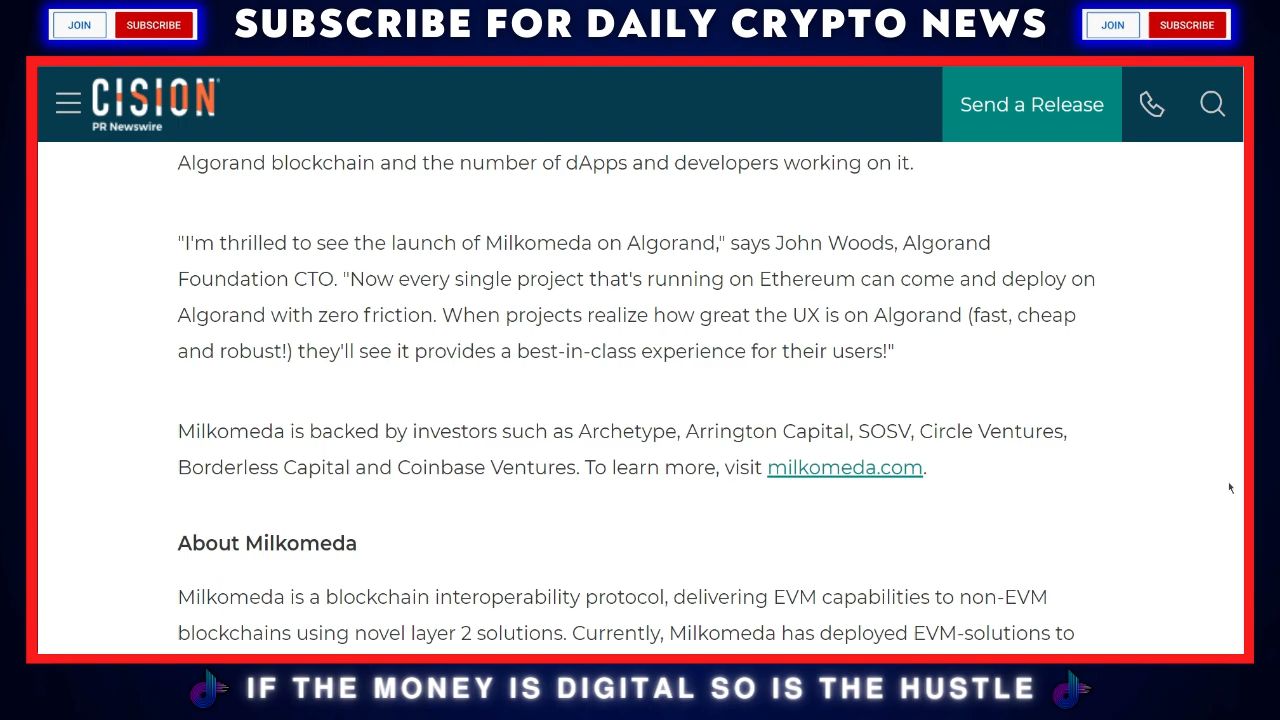 JOIN SUBSCRIBE SUBSCRIBE FOR DAILY CRYPTO NEWS JOIN SUBSCRIBE
CISION
PR Newswire
Send a Release
Algorand blockchain and the number of dApps and developers working on it.
"I'm thrilled to see the launch of Milkomeda on Algorand," says John Woods, Algorand
Foundation CTO. "Now every single project that's running on Ethereum can come and deploy on
Algorand with zero friction. When projects realize how great the UX is on Algorand (fast, cheap
and robust!) they'll see it provides a best-in-class experience for their users!"
Milkomeda is backed by investors such as Archetype, Arrington Capital, SOSV, Circle Ventures,
Borderless Capital and Coinbase Ventures. To learn more, visit milkomeda.com.
About Milkomeda
Milkomeda is a blockchain interoperability protocol, delivering EVM capabilities to non-EVM
blockchains using novel layer 2 solutions. Currently, Milkomeda has deployed EVM-solutions to
IF THE MONEY IS DIGITAL SO IS THE HUSTLE